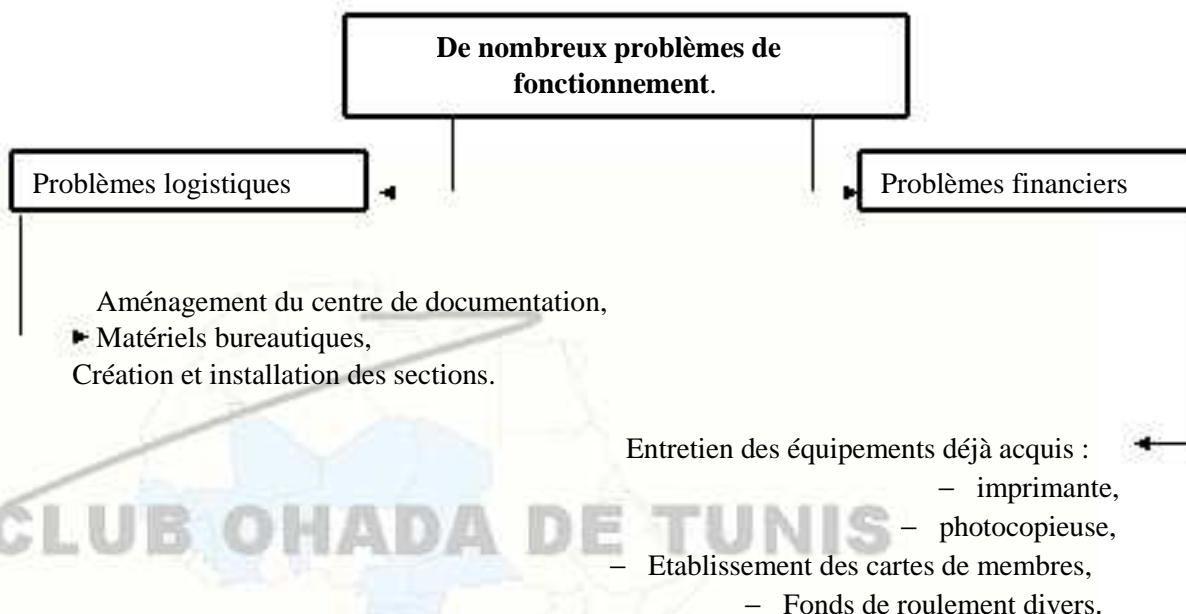 De nombreux problèmes de
fonctionnement.
Problèmes logistiques
Problèmes financiers
Aménagement du centre de documentation,
Matériels bureautiques,
Création et installation des sections.
Entretien des équipements déjà acquis :
– imprimante,
– photocopieuse,
– Etablissement des cartes de membres,
– Fonds de roulement divers.
CLUB OHADA DE TUNIS